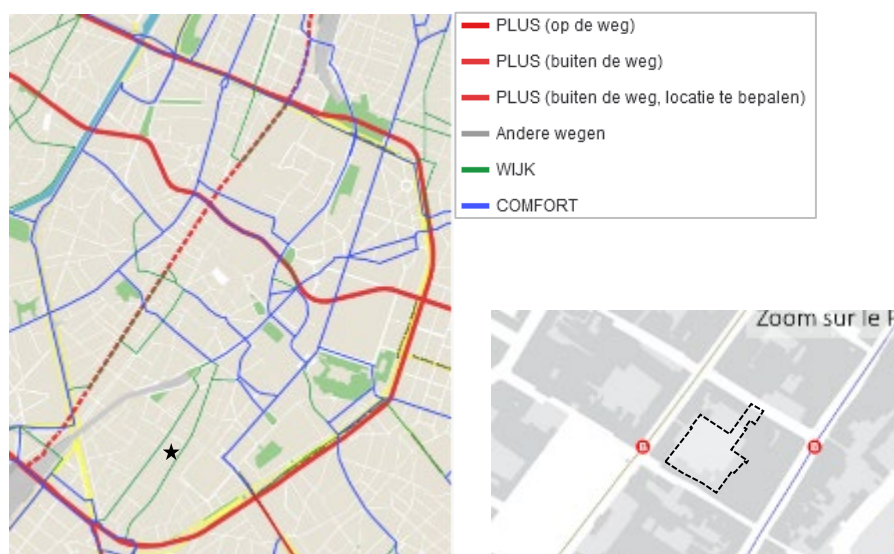 PLUS (op de weg)
PLUS (buiten de weg)
PLUS (buiten de weg, locatie te bepalen)
Andere wegen
WIJK
COMFORT
Zoom sur le